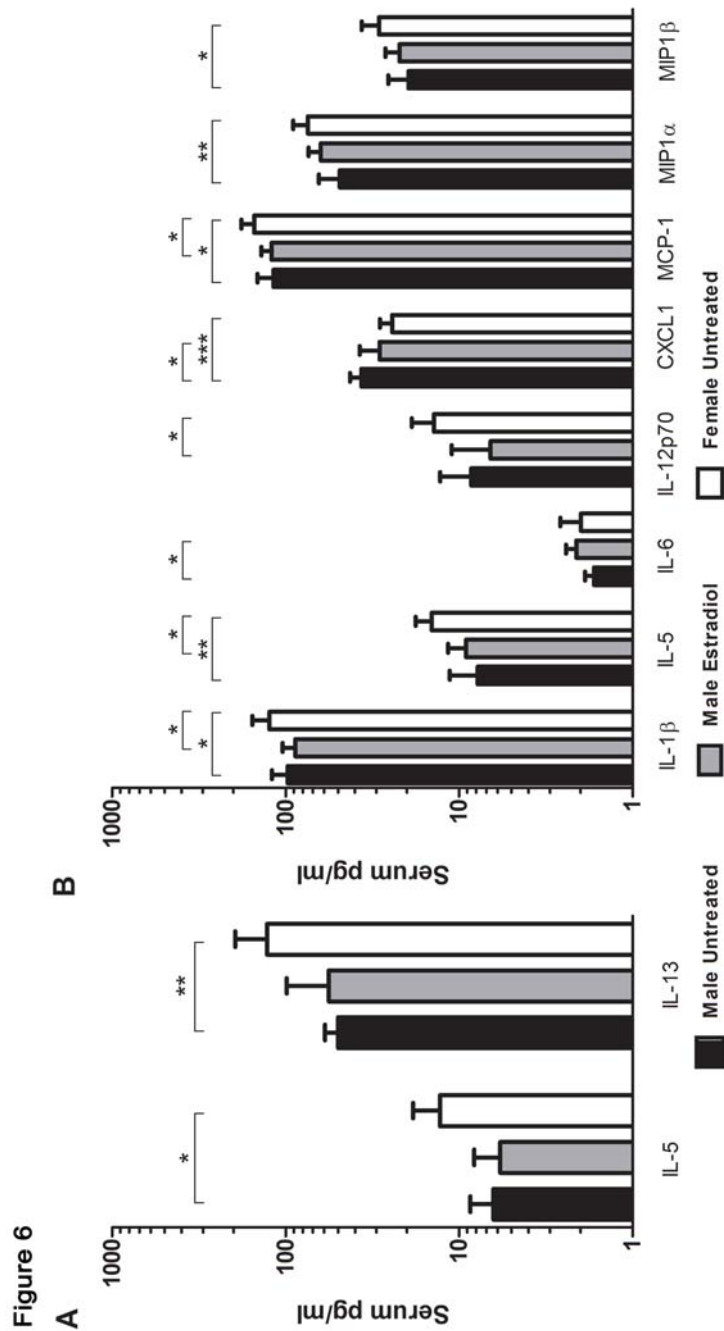 Figure 6
A
Serum pg/ml
1000
100
10
1
*
**
IL-5
IL-13
B
Serum pg/ml
1000
100
10
1
*
*
*
**
*
*
*
***
*
*
**
*
IL-1β
IL-5
IL-6
IL-12p70
CXCL1
MCP-1
MIP1α
MIP1β
Male Untreated
Male Estradiol
Female Untreated